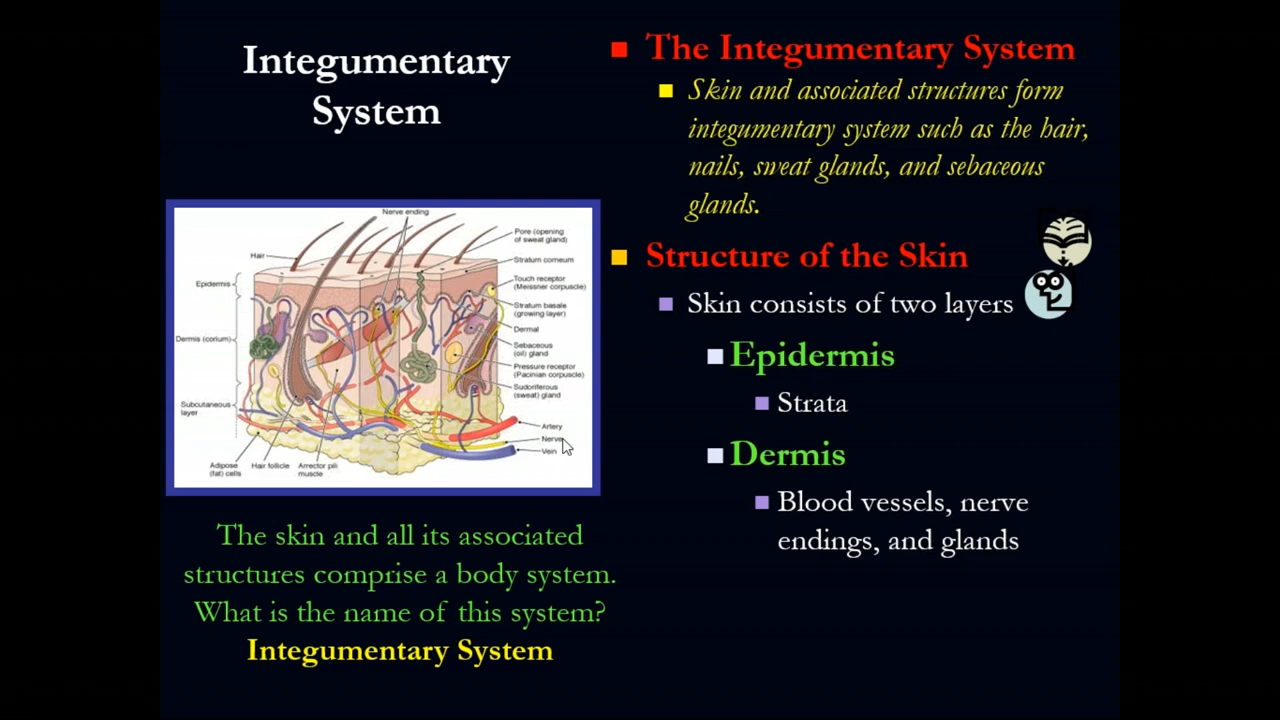 Integumentary
System
The Integumentary System
Skin and associated structures form
integumentary system such as the hair,
nails, sweat glands, and sebaceous
glands.
Structure of the Skin
Skin consists of two layers
Epidermis
Strata
Dermis
Blood vessels, nerve
endings, and glands
Nerve ending
Hair
Epidermis
Dermis (corium)
Subcutaneous
layer
Adipose
(fat) cells
Hair follicle
Arrector pili
muscle
Pore (opening
of sweat gland)
Stratum corneum
Touch receptor
(Meissner corpuscle)
Stratum basale
(growing layer)
Dermal
Sebaceous
(oil) gland
Pressure receptor
(Pacinian corpuscle)
Sudoriferous
(sweat) gland
Artery
Nerve
Vein
The skin and all its associated
structures comprise a body system.
What is the name of this system?
Integumentary System